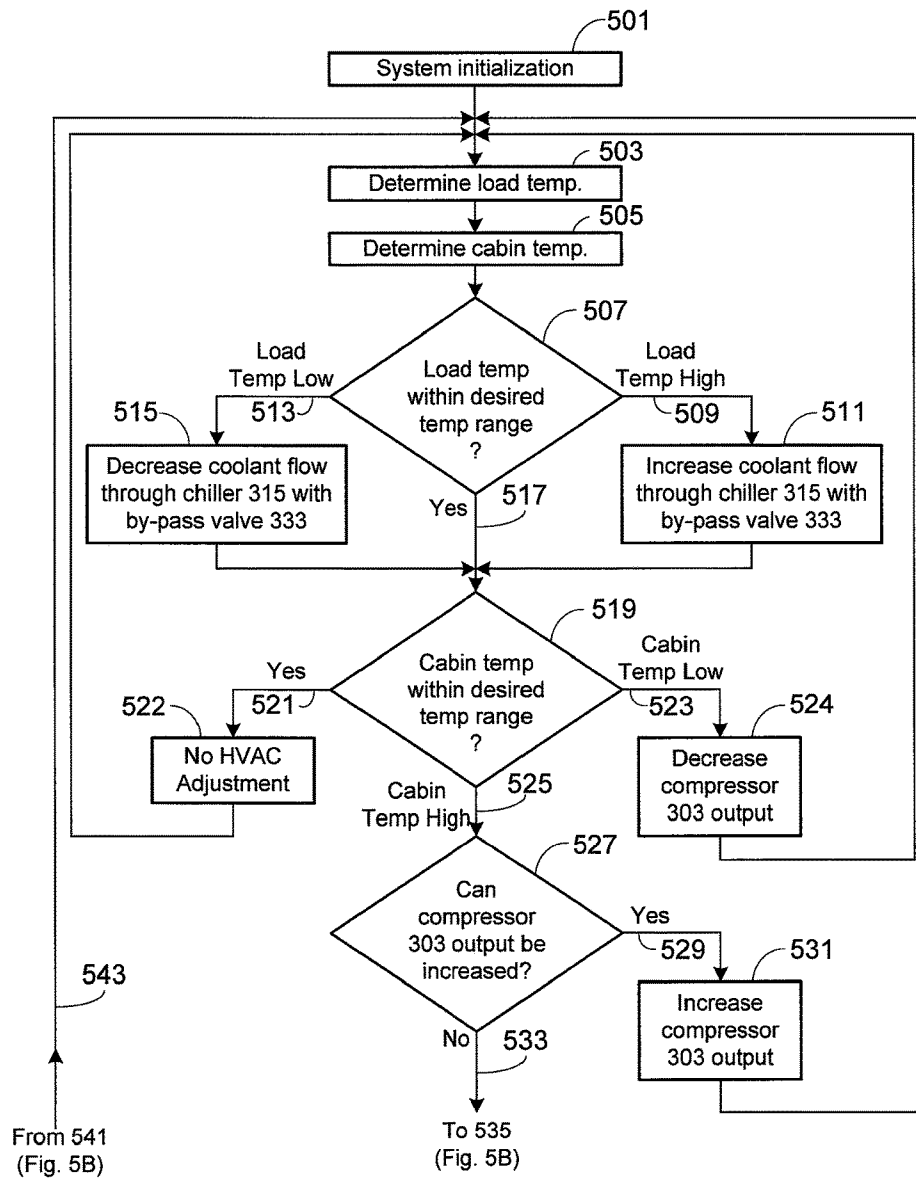 501
System initialization
503
Determine load temp.
505
Determine cabin temp.
507
Load
Temp Low
513
Load temp
within desired
temp range
?
Load
Temp High
509
515
Decrease coolant flow
through chiller 315 with
by-pass valve 333
511
Increase coolant flow
through chiller 315 with
by-pass valve 333
Yes
517
519
Yes
521
Cabin temp
within desired
temp range
?
Cabin
Temp Low
523
522
No HVAC
Adjustment
524
Decrease
compressor
303 output
Cabin
Temp High
525
527
Can
compressor
303 output be
increased?
Yes
529
531
Increase
compressor
303 output
543
No
533
From 541
(Fig. 5B)
To 535
(Fig. 5B)